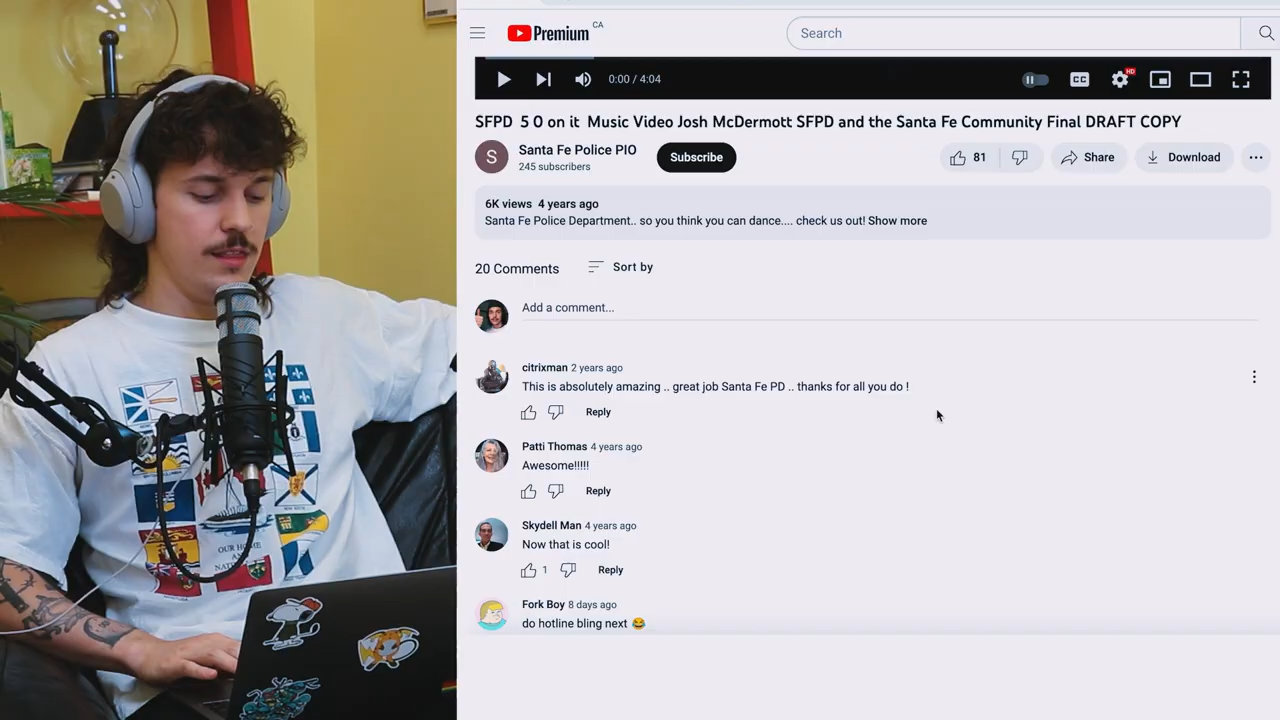 Premium CA
Search
0:00 / 4:04
CC
HD
SFPD 5 0 on it Music Video Josh McDermott SFPD and the Santa Fe Community Final DRAFT COPY
S
Santa Fe Police PIO
245 subscribers
Subscribe
81
Share
Download
6K views 4 years ago
Santa Fe Police Department.. so you think you can dance.... check us out! Show more
20 Comments
Sort by
Add a comment...
citrixman 2 years ago
This is absolutely amazing .. great job Santa Fe PD .. thanks for all you do !
Reply
Patti Thomas 4 years ago
Awesome!!!!!
Reply
Skydell Man 4 years ago
Now that is cool!
1
Reply
Fork Boy 8 days ago
do hotline bling next 😂
OUR HOME